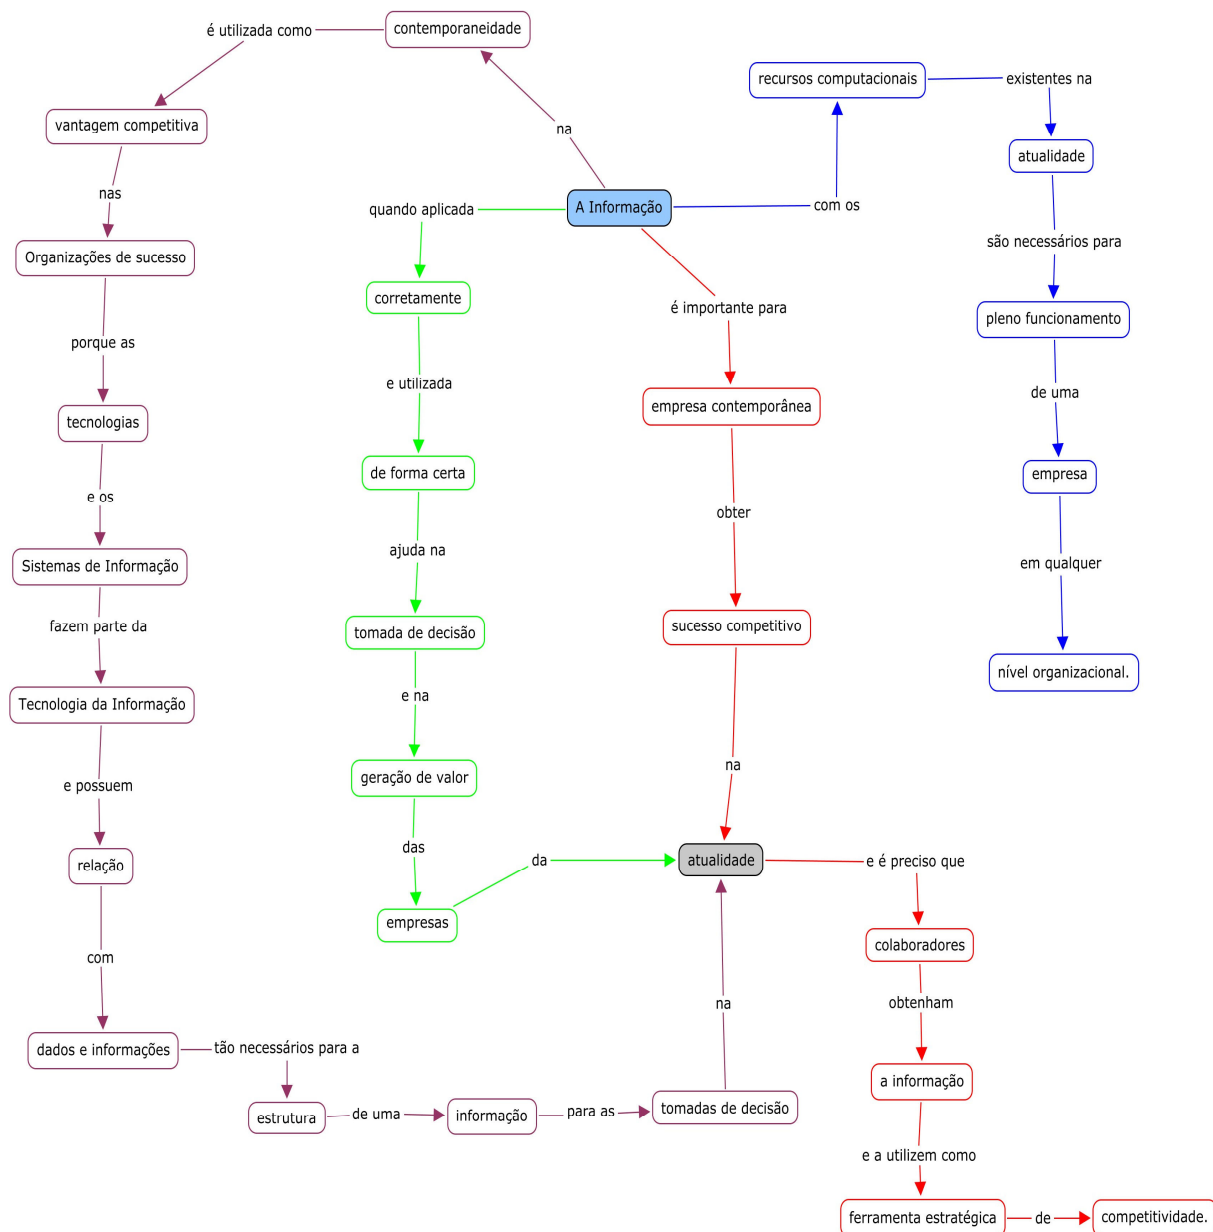 contemporaneidade
é utilizada como
recursos computacionais
existentes na
vantagem competitiva
na
atualidade
nas
A Informação
quando aplicada
com os
são necessários para
Organizações de sucesso
corretamente
é importante para
pleno funcionamento
porque as
e utilizada
de uma
empresa contemporânea
tecnologias
de forma certa
empresa
e os
obter
ajuda na
em qualquer
Sistemas de Informação
fazem parte da
sucesso competitivo
tomada de decisão
nível organizacional.
e na
Tecnologia da Informação
na
geração de valor
e possuem
das
relação
da
atualidade
e é preciso que
empresas
colaboradores
com
obtenham
na
dados e informações
tão necessários para a
a informação
estrutura
de uma
informação
para as
tomadas de decisão
e a utilizem como
ferramenta estratégica
de
competitividade.